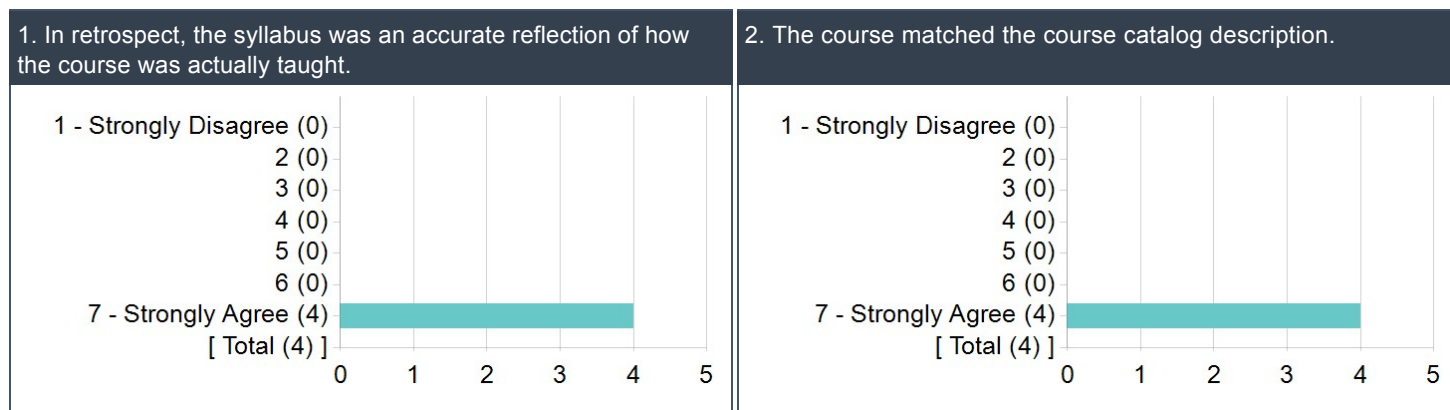 1. In retrospect, the syllabus was an accurate reflection of how
the course was actually taught.
1 - Strongly Disagree (0)
2 (0)
3 (0)
4 (0)
5 (0)
6 (0)
7 - Strongly Agree (4)
[ Total (4) ]
0 1 2 3 4 5
2. The course matched the course catalog description.
1 - Strongly Disagree (0)
2 (0)
3 (0)
4 (0)
5 (0)
6 (0)
7 - Strongly Agree (4)
[ Total (4) ]
0 1 2 3 4 5